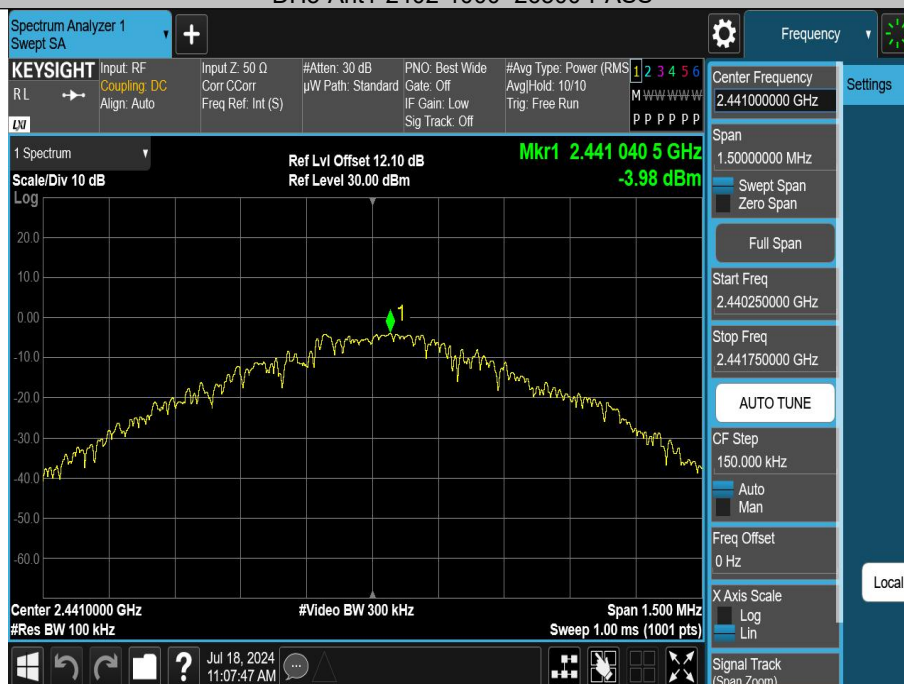 Spectrum Analyzer 1
Swept SA
+
Frequency
KEYSIGHT
R L
LXI
Input: RF
Coupling: DC
Align: Auto
Input Z: 50 Ω
Corr CCorr
Freq Ref: Int (S)
#Atten: 30 dB
µW Path: Standard
PNO: Best Wide
Gate: Off
IF Gain: Low
Sig Track: Off
#Avg Type: Power (RMS
Avg|Hold: 10/10
Trig: Free Run
1 2 3 4 5 6
M W W W W W
P P P P P P
1 Spectrum
Scale/Div 10 dB
Ref Lvl Offset 12.10 dB
Ref Level 30.00 dBm
Mkr1 2.441 040 5 GHz
-3.98 dBm
Log
20.0
10.0
0.00
-10.0
-20.0
-30.0
-40.0
-50.0
-60.0
1
Center 2.4410000 GHz
#Res BW 100 kHz
#Video BW 300 kHz
Span 1.500 MHz
Sweep 1.00 ms (1001 pts)
Jul 18, 2024
11:07:47 AM
Center Frequency
2.441000000 GHz
Span
1.50000000 MHz
Swept Span
Zero Span
Full Span
Start Freq
2.440250000 GHz
Stop Freq
2.441750000 GHz
AUTO TUNE
CF Step
150.000 kHz
Auto
Man
Freq Offset
0 Hz
X Axis Scale
Log
Lin
Signal Track
(Span Zoom)
Settings
Local